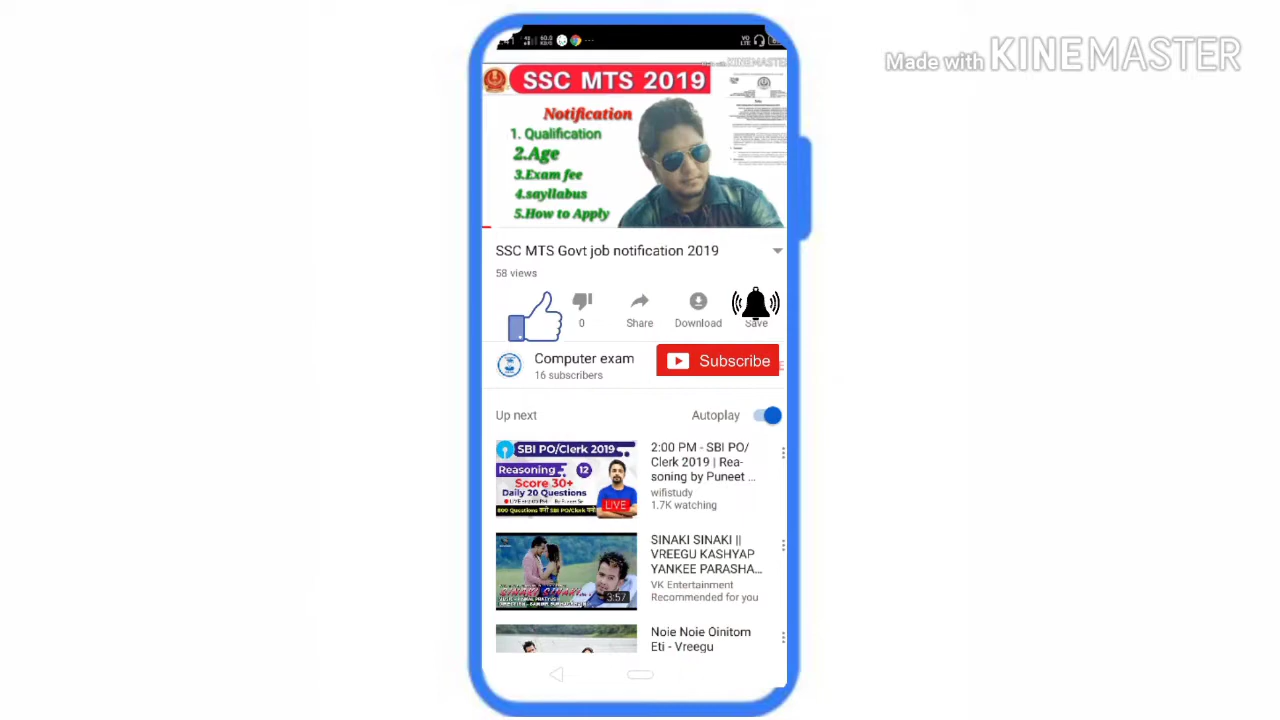 Made with KINEMASTER
SSC MTS 2019
Notification
1. Qualification
2.Age
3.Exam fee
4.sayllabus
5.How to Apply
SSC MTS Govt job notification 2019
58 views
0
Share
Download
Save
Computer exam
16 subscribers
Subscribe
Up next
Autoplay
SBI PO/Clerk 2019
Reasoning
12
Score 30+
Daily 20 Questions
LIVE
2:00 PM - SBI PO/
Clerk 2019 | Rea-
soning by Puneet ...
wifistudy
1.7K watching
3:57
SINAKI SINAKI ||
VREEGU KASHYAP
YANKEE PARASHA...
VK Entertainment
Recommended for you
Noie Noie Oinitom
Eti - Vreegu